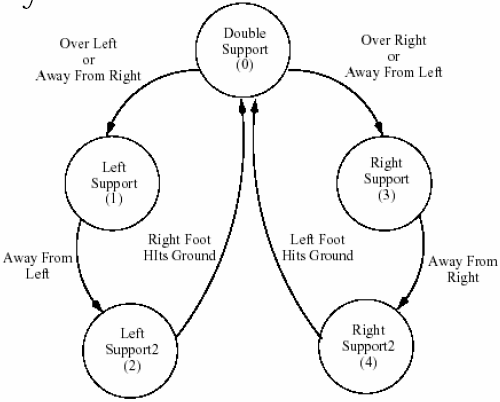 Double
Support
(0)
Over Left
or
Away From Right
Over Right
or
Away From Left
Left
Support
(1)
Right
Support
(3)
Away From
Left
Right Foot
HIts Ground
Left Foot
Hits Ground
Away From
Right
Left
Support2
(2)
Right
Support2
(4)